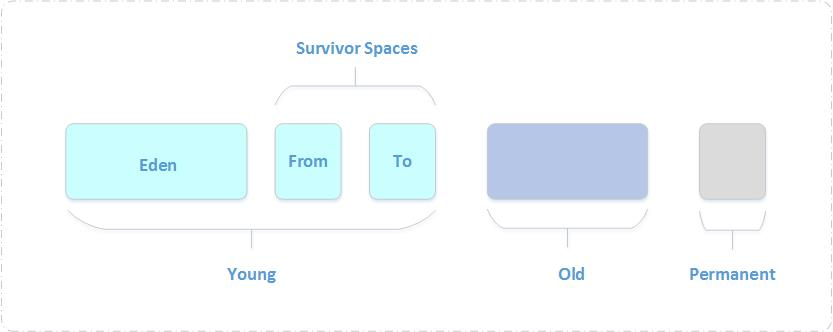 Survivor Spaces
Eden
From
To
Young
Old
Permanent